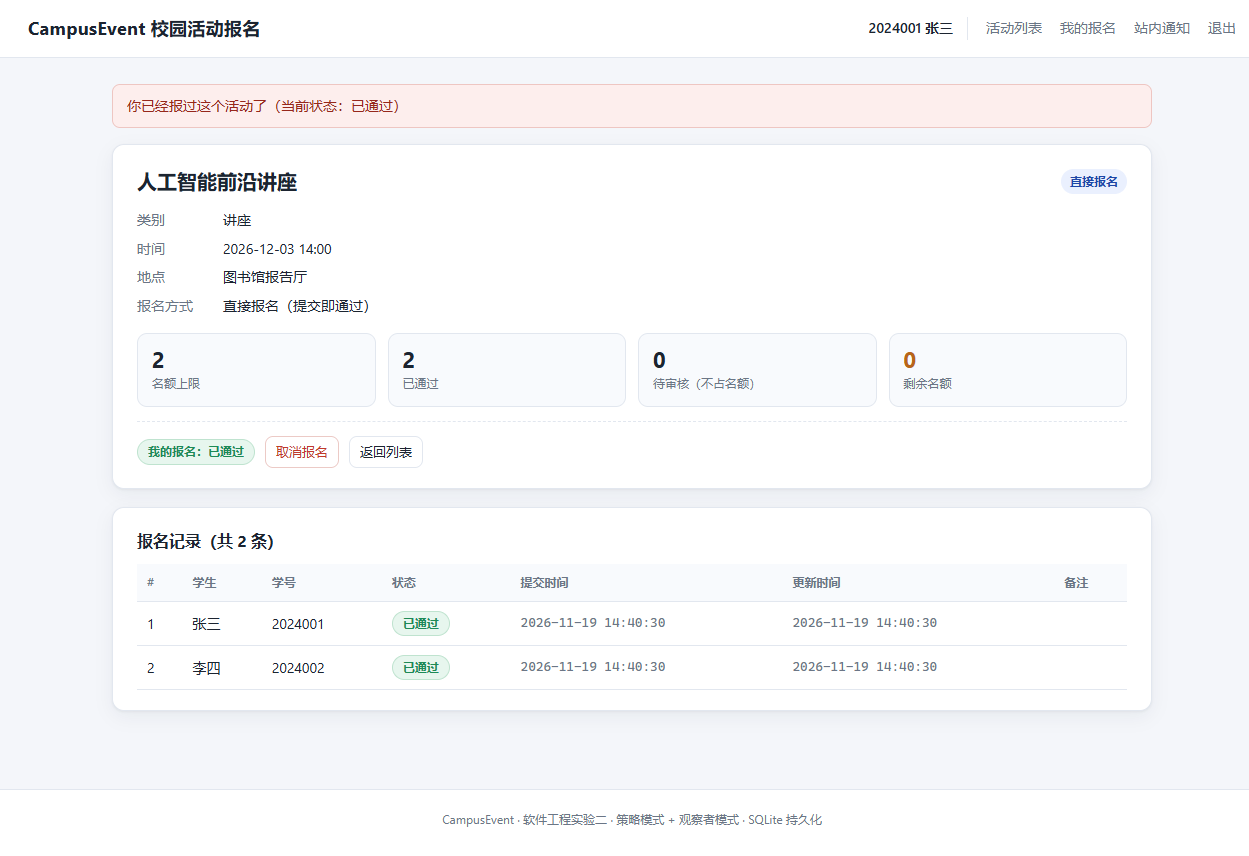 CampusEvent 校园活动报名 2024001 张三 活动列表 我的报名 站内通知 退出
你已经报过这个活动了（当前状态：已通过）
人工智能前沿讲座 直接报名
类别 讲座
时间 2026-12-03 14:00
地点 图书馆报告厅
报名方式 直接报名（提交即通过）
2 2 0 0
名额上限 已通过 待审核（不占名额） 剩余名额
我的报名：已通过 取消报名 返回列表
报名记录（共 2 条）
# 学生 学号 状态 提交时间 更新时间 备注
1 张三 2024001 已通过 2026-11-19 14:40:30 2026-11-19 14:40:30
2 李四 2024002 已通过 2026-11-19 14:40:30 2026-11-19 14:40:30
CampusEvent · 软件工程实验二 · 策略模式 + 观察者模式 · SQLite 持久化